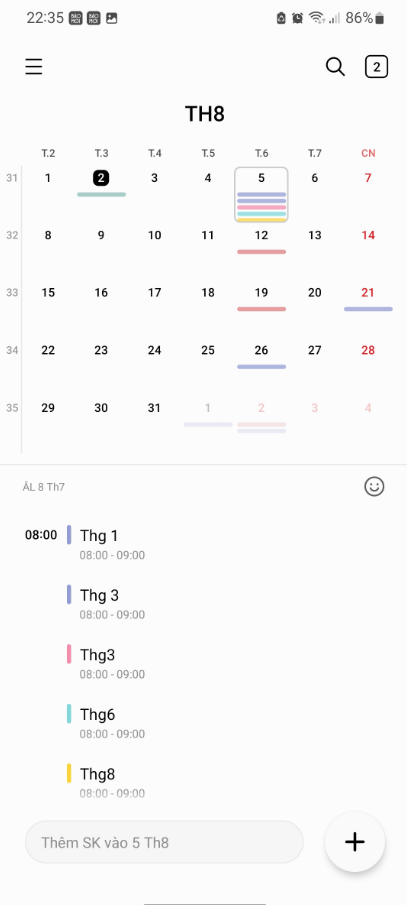 22:35 BÁO MỚI BÁO MỚI 86%
2
TH8
T.2 T.3 T.4 T.5 T.6 T.7 CN
31 1 2 3 4 5 6 7
32 8 9 10 11 12 13 14
33 15 16 17 18 19 20 21
34 22 23 24 25 26 27 28
35 29 30 31 1 2 3 4
ÂL 8 Th7
08:00 Thg 1
08:00 - 09:00
Thg 3
08:00 - 09:00
Thg3
08:00 - 09:00
Thg6
08:00 - 09:00
Thg8
08:00 - 09:00
Thêm SK vào 5 Th8